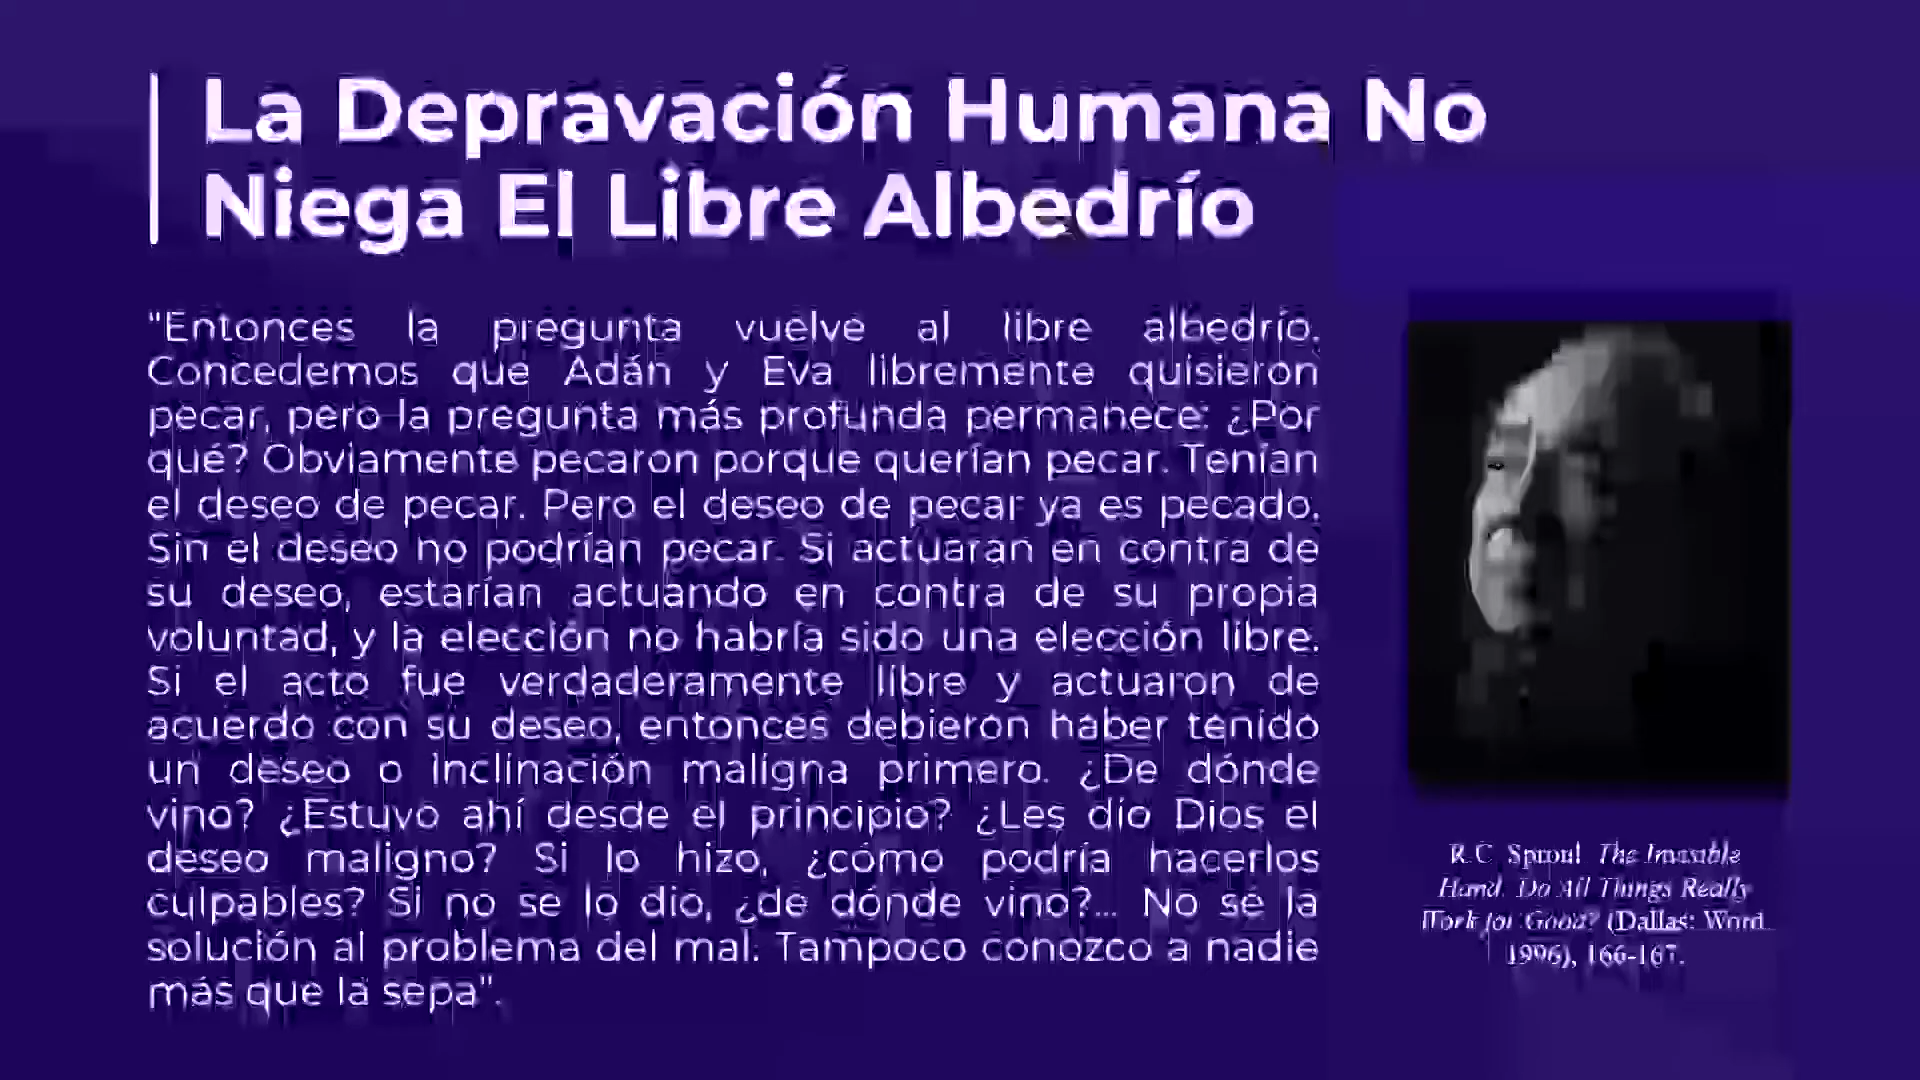 La Depravación Humana No
Niega El Libre Albedrío
"Entonces la pregunta vuelve al libre albedrío.
Concedemos que Adán y Eva libremente quisieron
pecar, pero la pregunta más profunda permanece: ¿Por
qué? Obviamente pecaron porque querían pecar. Tenían
el deseo de pecar. Pero el deseo de pecar ya es pecado.
Sin el deseo no podrían pecar. Si actuaran en contra de
su deseo, estarían actuando en contra de su propia
voluntad, y la elección no habría sido una elección libre.
Si el acto fue verdaderamente libre y actuaron de
acuerdo con su deseo, entonces debieron haber tenido
un deseo o inclinación maligna primero. ¿De dónde
vino? ¿Estuvo ahí desde el principio? ¿Les dio Dios el
deseo maligno? Si lo hizo, ¿cómo podría hacerlos
culpables? Si no se lo dio, ¿de dónde vino?... No sé la
solución al problema del mal. Tampoco conozco a nadie
más que la sepa".
R.C. Sproul. The Invisible
Hand. Do All Things Really
Work for Good? (Dallas: Word
1996), 166-167.